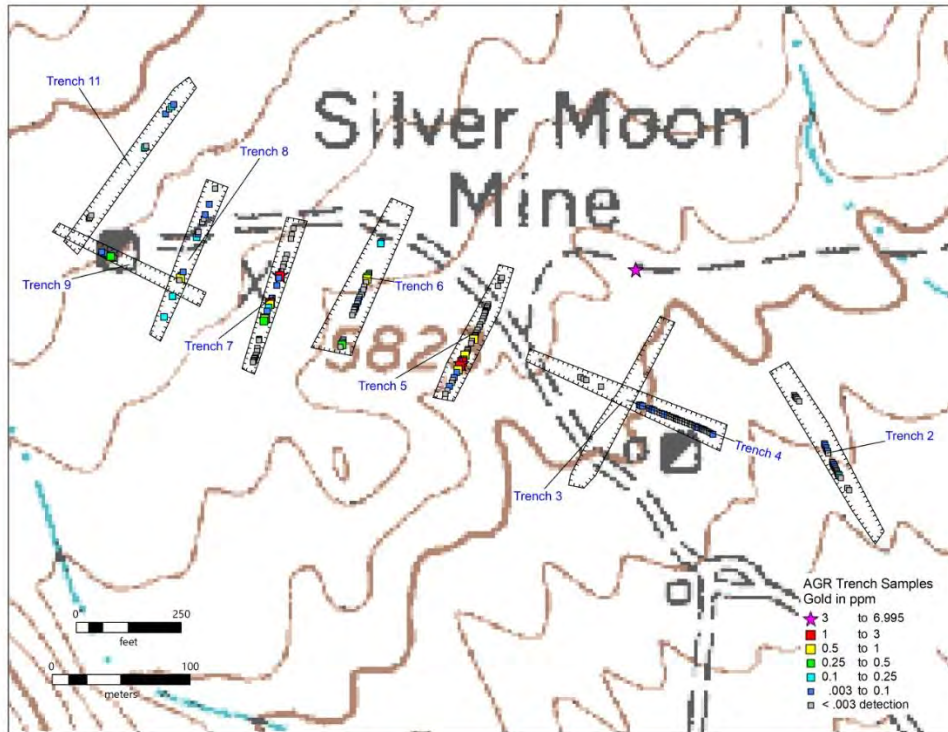 Trench 11
Silver Moon
Mine
Trench 8
Trench 9
Trench 6
Trench 7
5827
Trench 5
Trench 2
Trench 4
Trench 3
0 250
feet
0 100
meters
AGR Trench Samples
Gold in ppm
3 to 6.995
1 to 3
0.5 to 1
0.25 to 0.5
0.1 to 0.25
.003 to 0.1
< .003 detection